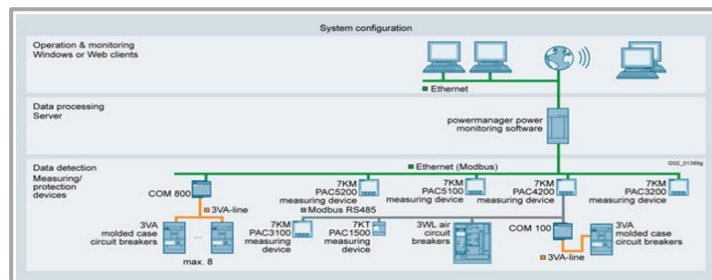 System configuration
Operation & monitoring
Windows or Web clients
Ethernet
Data processing
Server
powermanager power
monitoring software
Data detection
Measuring/
protection
devices
Ethernet (Modbus)
I202_01389g
COM 800
7KM
PAC5200
measuring device
7KM
PAC5100
measuring device
7KM
PAC4200
measuring device
7KM
PAC3200
measuring device
3VA-line
Modbus RS485
3VA
molded case
circuit breakers
...
max. 8
7KM
PAC3100
measuring device
7KT
PAC1500
measuring device
3WL air
circuit
breakers
COM 100
3VA
molded case
circuit breakers
3VA-line